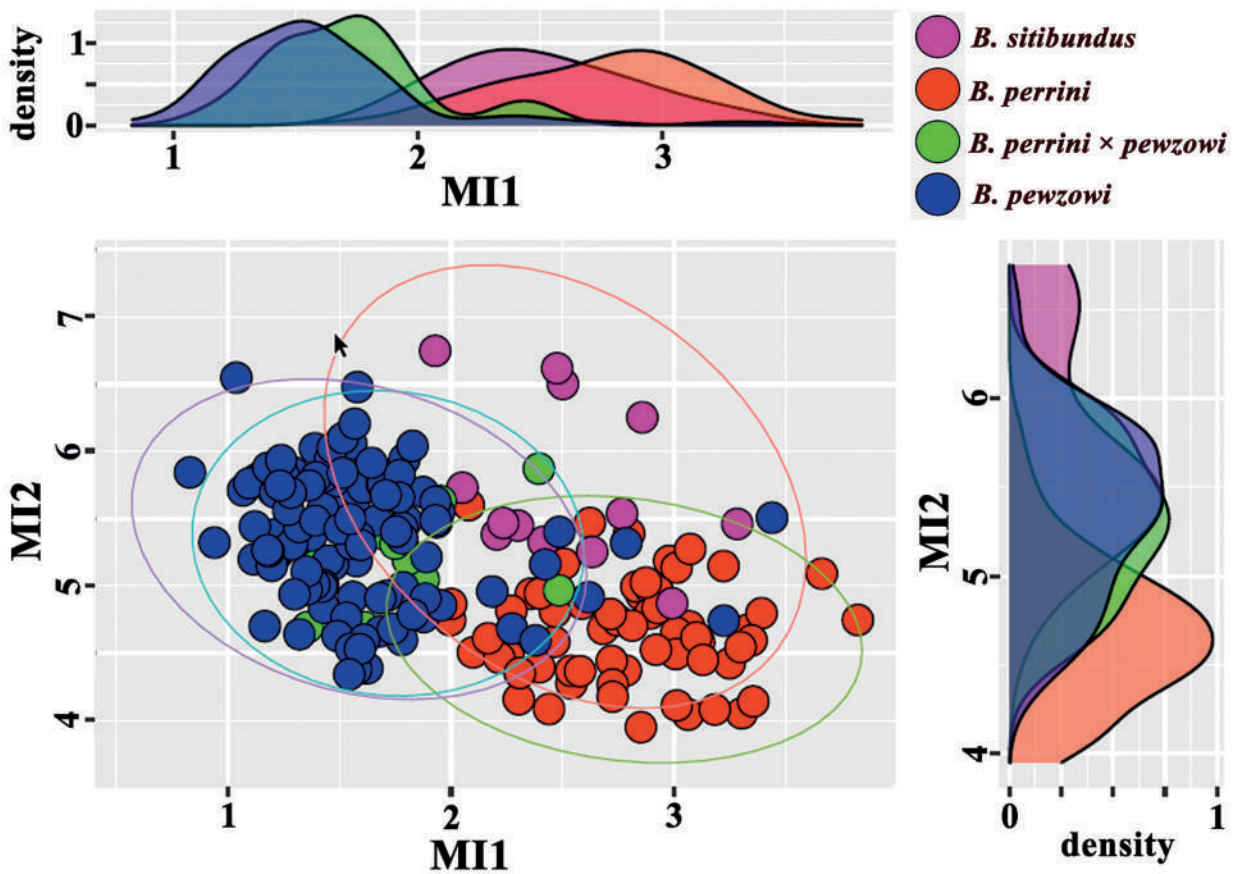 density
1
0
1
2
3
MI1
B. sitibundus
B. perrini
B. perrini × pewzowi
B. pewzowi
MI2
7
6
5
4
1
2
3
MI1
MI2
6
5
4
0
1
density